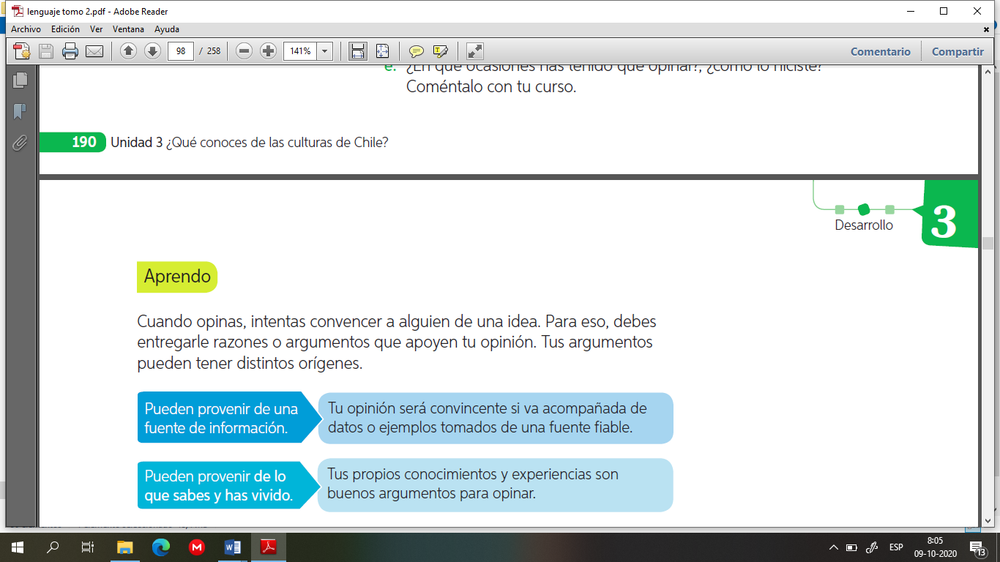 lenguaje tomo 2.pdf - Adobe Reader
Archivo Edición Ver Ventana Ayuda
98 / 258 141% Comentario Compartir
e. ¿En qué ocasiones has tenido que opinar?, ¿cómo lo hiciste?
Coméntalo con tu curso.
190 Unidad 3 ¿Qué conoces de las culturas de Chile?
3
Desarrollo
Aprendo
Cuando opinas, intentas convencer a alguien de una idea. Para eso, debes
entregarle razones o argumentos que apoyen tu opinión. Tus argumentos
pueden tener distintos orígenes.
Pueden provenir de una
fuente de información.
Tu opinión será convincente si va acompañada de
datos o ejemplos tomados de una fuente fiable.
Pueden provenir de lo
que sabes y has vivido.
Tus propios conocimientos y experiencias son
buenos argumentos para opinar.
ESP
8:05
09-10-2020
13